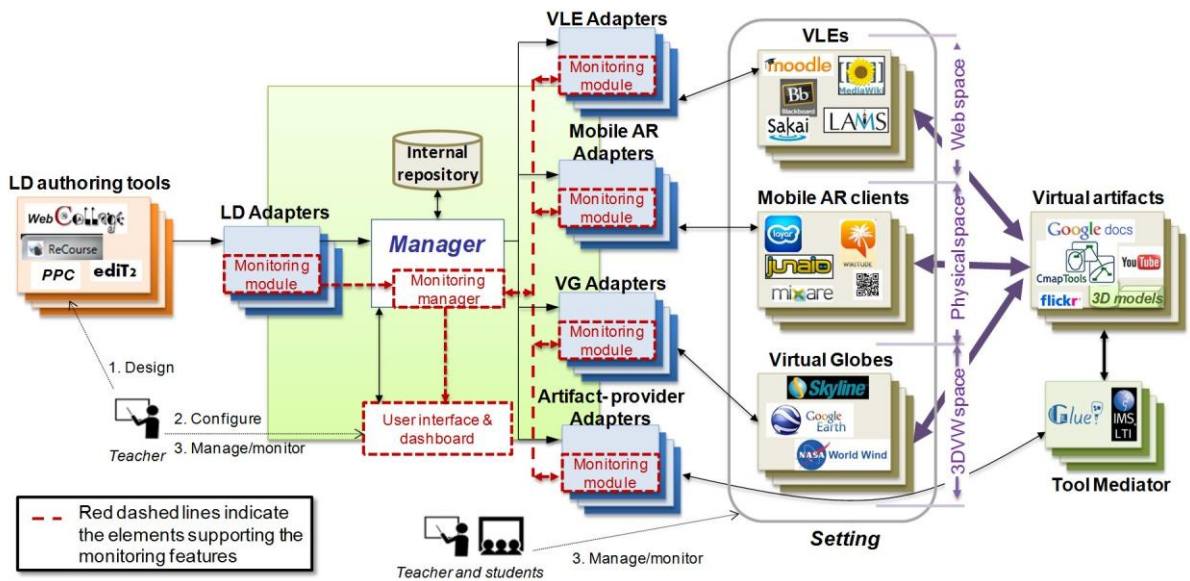 LD authoring tools
Web Collage
ReCourse
PPC
ediT2
1. Design
Teacher
2. Configure
3. Manage/monitor
LD Adapters
Monitoring
module
Internal
repository
Manager
Monitoring
manager
User interface &
dashboard
VLE Adapters
Monitoring
module
Mobile AR
Adapters
Monitoring
module
VG Adapters
Monitoring
module
Artifact-provider
Adapters
Monitoring
module
VLEs
moodle
MediaWiki
Bb
Blackboard
Sakai
LAMS
Mobile AR clients
layar
WIKITUDE
junaio
mixare
Virtual Globes
Skyline
Google
Earth
NASA World Wind
Setting
Web space
Physical space
3DVW space
Virtual artifacts
Google docs
CmapTools
YouTube
flickr
3D models
Glue!
IMS
LTI
Tool Mediator
Teacher and students
3. Manage/monitor
Red dashed lines indicate
the elements supporting the
monitoring features